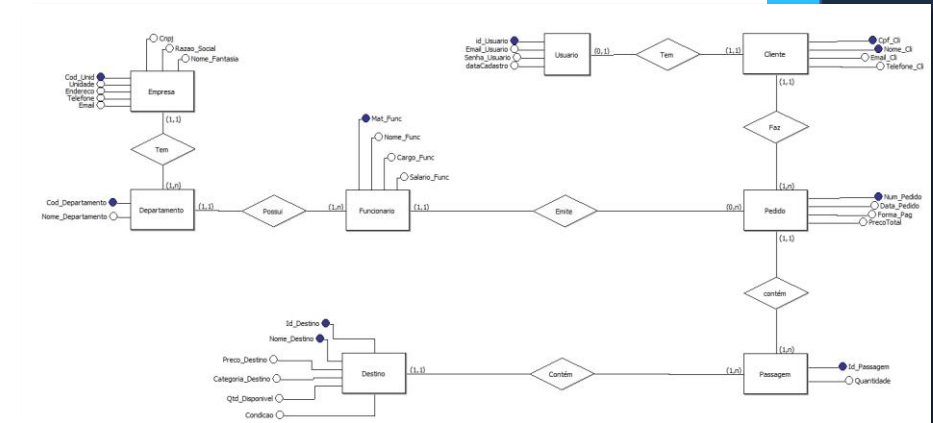 Cnpj
Razao_Social
Nome_Fantasia
Cod_Unid
Unidade
Endereco
Telefone
Email
Empresa
(1,1)
Tem
(1,n)
Cod_Departamento
Nome_Departamento
Departamento
(1,1)
Possui
(1,n)
Mat_Func
Nome_Func
Cargo_Func
Salario_Func
Funcionario
(1,1)
Emite
(0,n)
id_Usuario
Email_Usuario
Senha_Usuario
dataCadastro
Usuario
(0,1)
Tem
(1,1)
Cliente
Cpf_Cli
Nome_Cli
Email_Cli
Telefone_Cli
(1,1)
Faz
(1,n)
Pedido
Num_Pedido
Data_Pedido
Forma_Pag
PrecoTotal
(1,1)
contém
(1,n)
Id_Destino
Nome_Destino
Preco_Destino
Categoria_Destino
Qtd_Disponivel
Condicao
Destino
(1,1)
Contém
(1,n)
Passagem
Id_Passagem
Quantidade